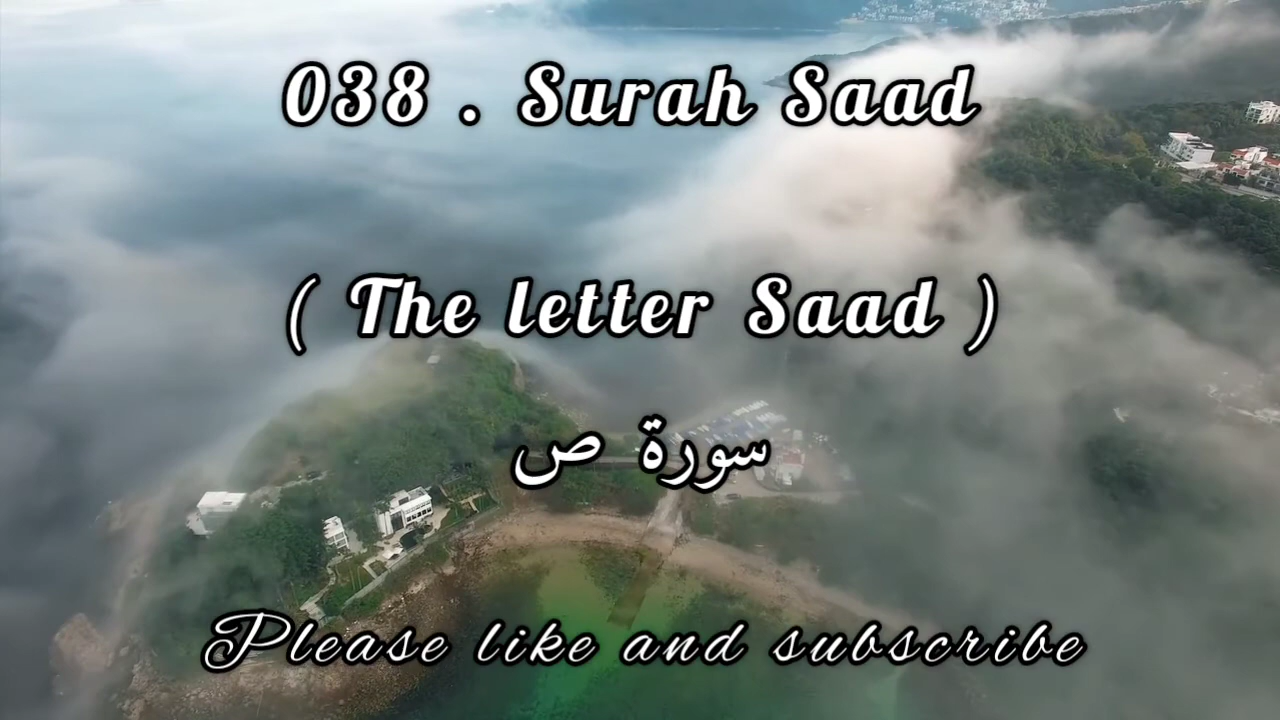 038 . Surah Saad
( The letter Saad )
سورة ص
Please like and subscribe